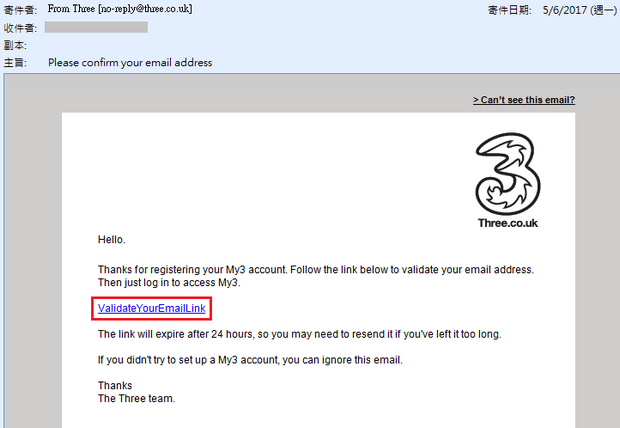 寄件者: From Three [no-reply@three.co.uk] 寄件日期: 5/6/2017 (週一)
收件者:
副本:
主旨: Please confirm your email address
> Can't see this email?
Three.co.uk
Hello.
Thanks for registering your My3 account. Follow the link below to validate your email address.
Then just log in to access My3.
ValidateYourEmailLink
The link will expire after 24 hours, so you may need to resend it if you've left it too long.
If you didn't try to set up a My3 account, you can ignore this email.
Thanks
The Three team.